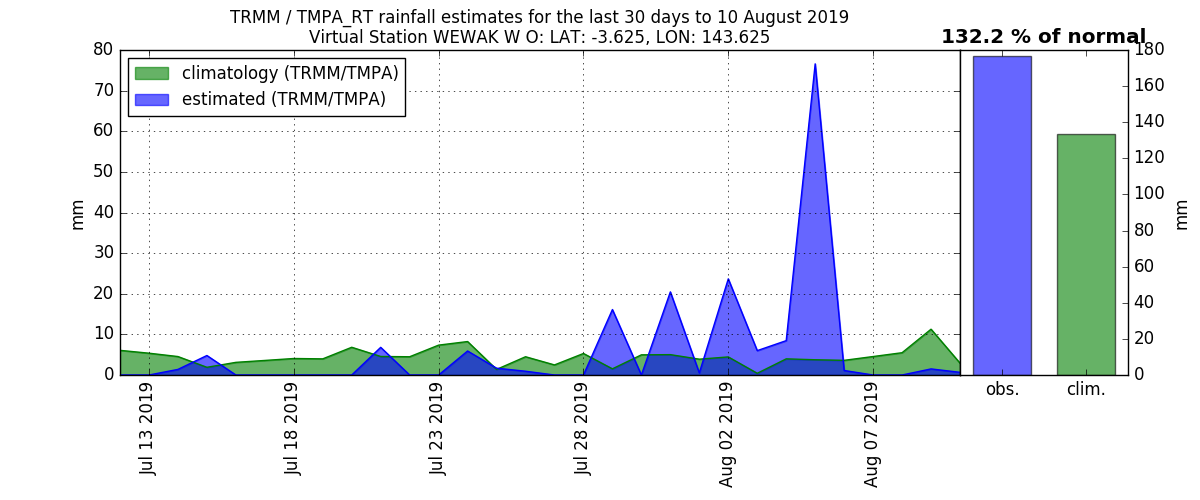 TRMM / TMPA_RT rainfall estimates for the last 30 days to 10 August 2019
Virtual Station WEWAK W O: LAT: -3.625, LON: 143.625
132.2 % of normal
climatology (TRMM/TMPA)
estimated (TRMM/TMPA)
mm
80
70
60
50
40
30
20
10
0
Jul 13 2019
Jul 18 2019
Jul 23 2019
Jul 28 2019
Aug 02 2019
Aug 07 2019
obs.
clim.
180
160
140
120
100
80
60
40
20
0
mm